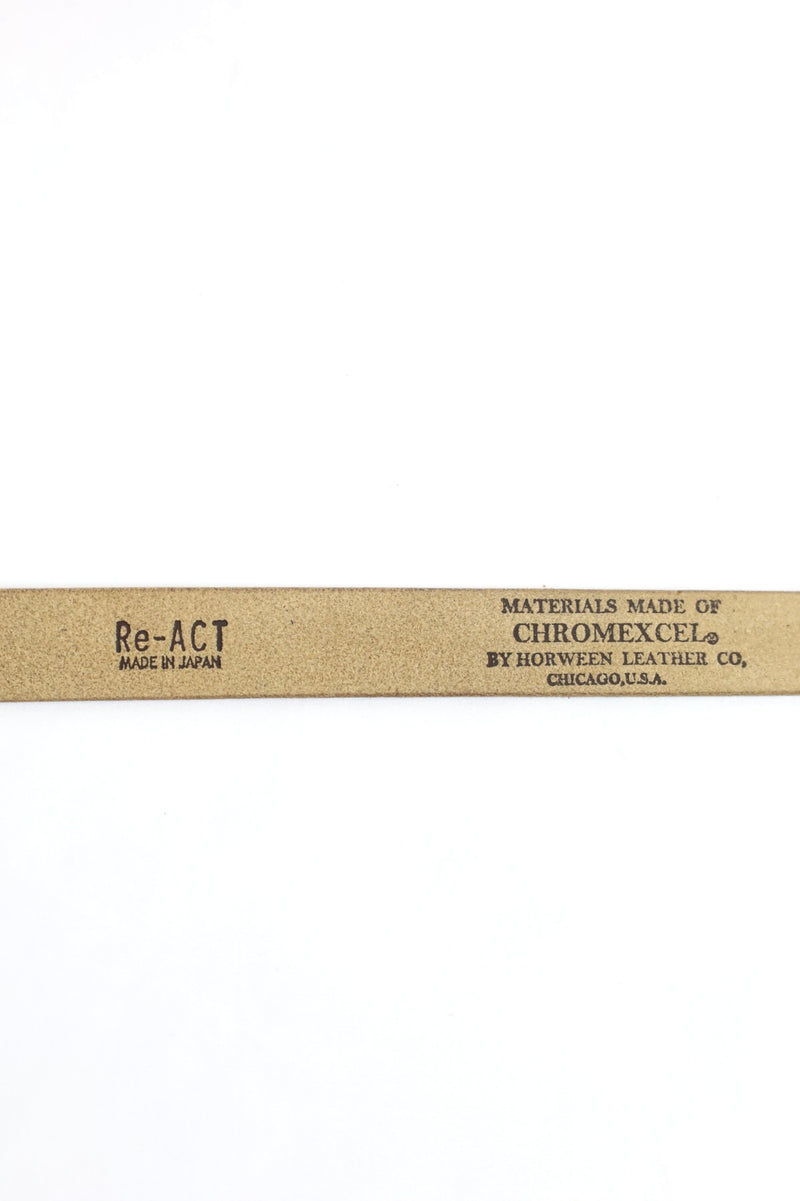 Re-ACT
MADE IN JAPAN
MATERIALS MADE OF
CHROMEXCEL®
BY HORWEEN LEATHER CO,
CHICAGO,U.S.A.